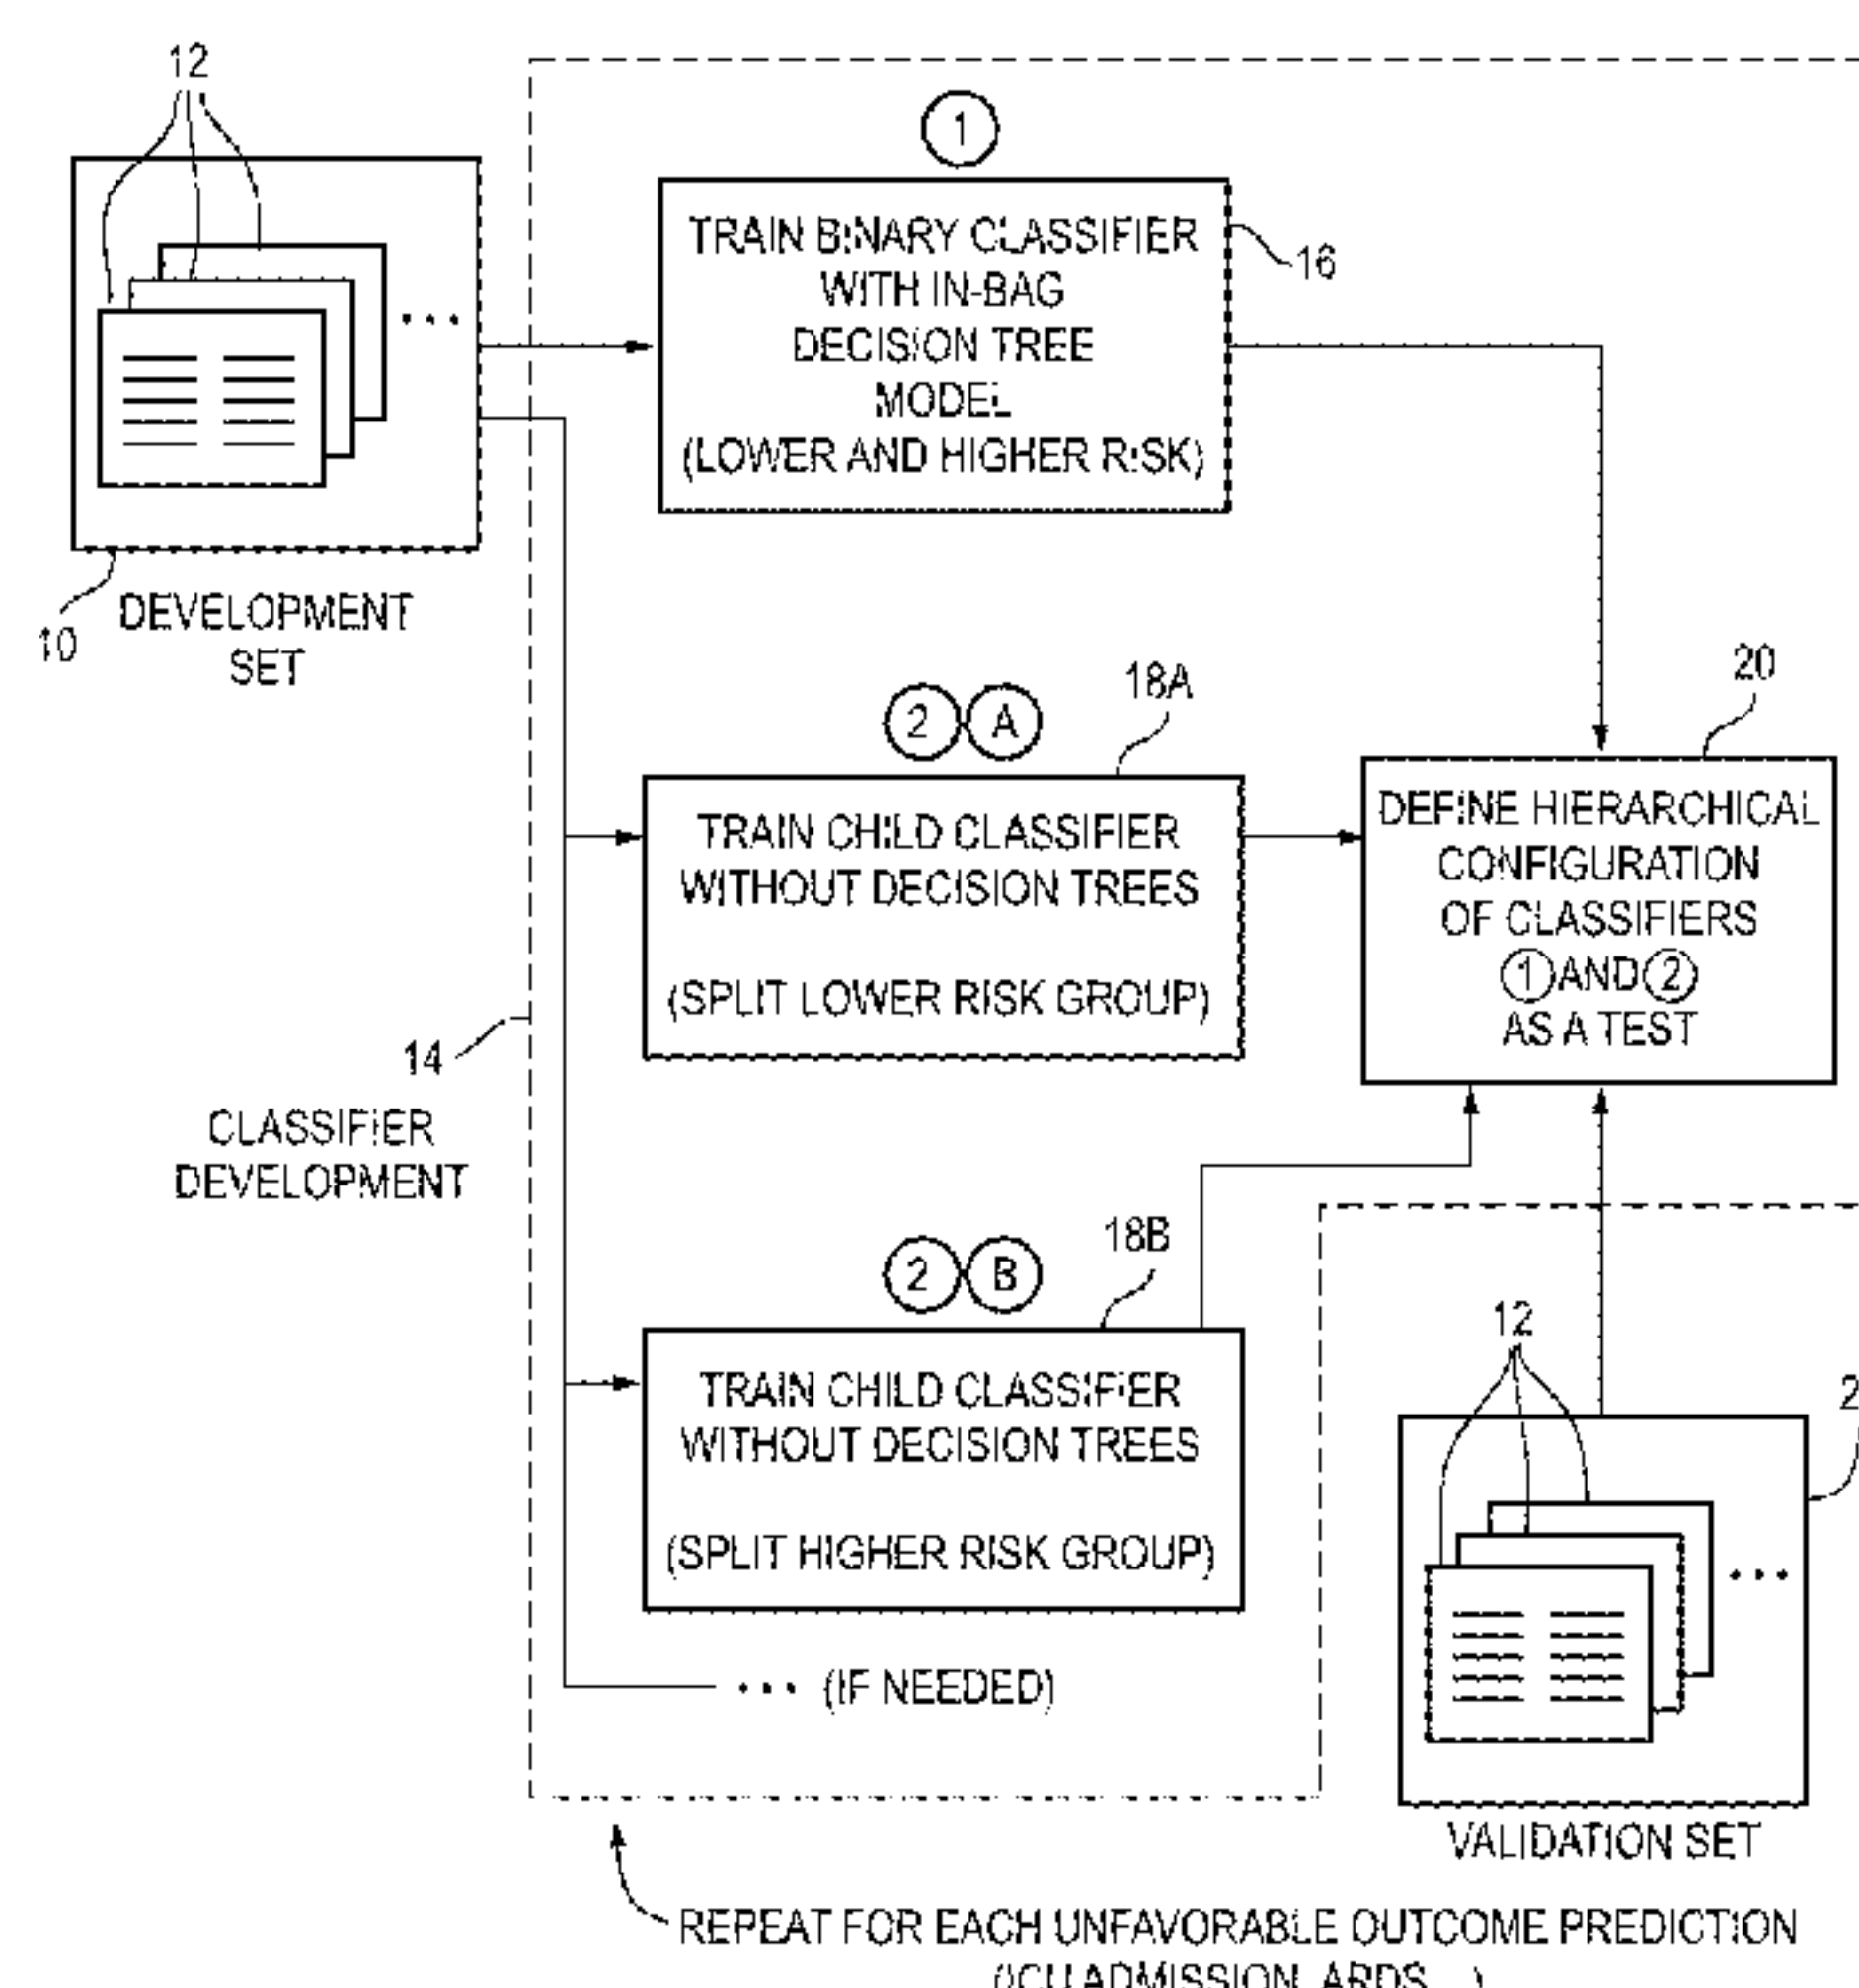 12
1
TRAIN BINARY CLASSIFIER
WITH IN-BAG
DECISION TREE
MODEL
(LOWER AND HIGHER RISK)
16
10
DEVELOPMENT
SET
2 A
18A
20
TRAIN CHILD CLASSIFIER
WITHOUT DECISION TREES
(SPLIT LOWER RISK GROUP)
DEFINE HIERARCHICAL
CONFIGURATION
OF CLASSIFIERS
1 AND 2
AS A TEST
14
CLASSIFIER
DEVELOPMENT
2 B
18B
TRAIN CHILD CLASSIFIER
WITHOUT DECISION TREES
(SPLIT HIGHER RISK GROUP)
... (IF NEEDED)
12
...
VALIDATION SET
REPEAT FOR EACH UNFAVORABLE OUTCOME PREDICTION
(ICU ADMISSION, ARDS...)